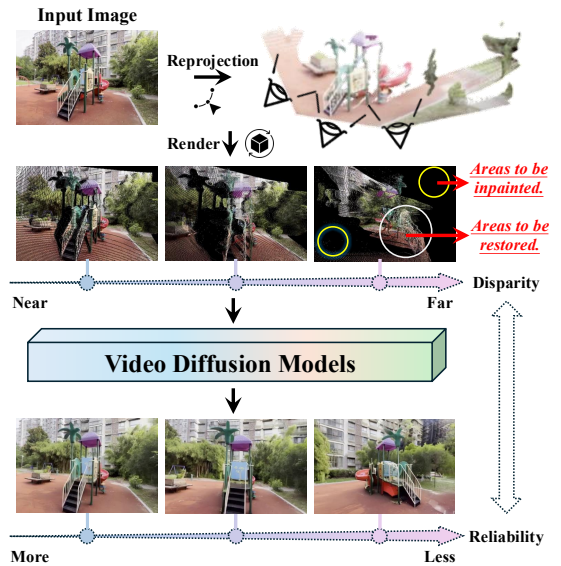 Input Image
Reprojection
Render
Areas to be
inpainted.
Areas to be
restored.
Near
Far
Disparity
Video Diffusion Models
More
Less
Reliability